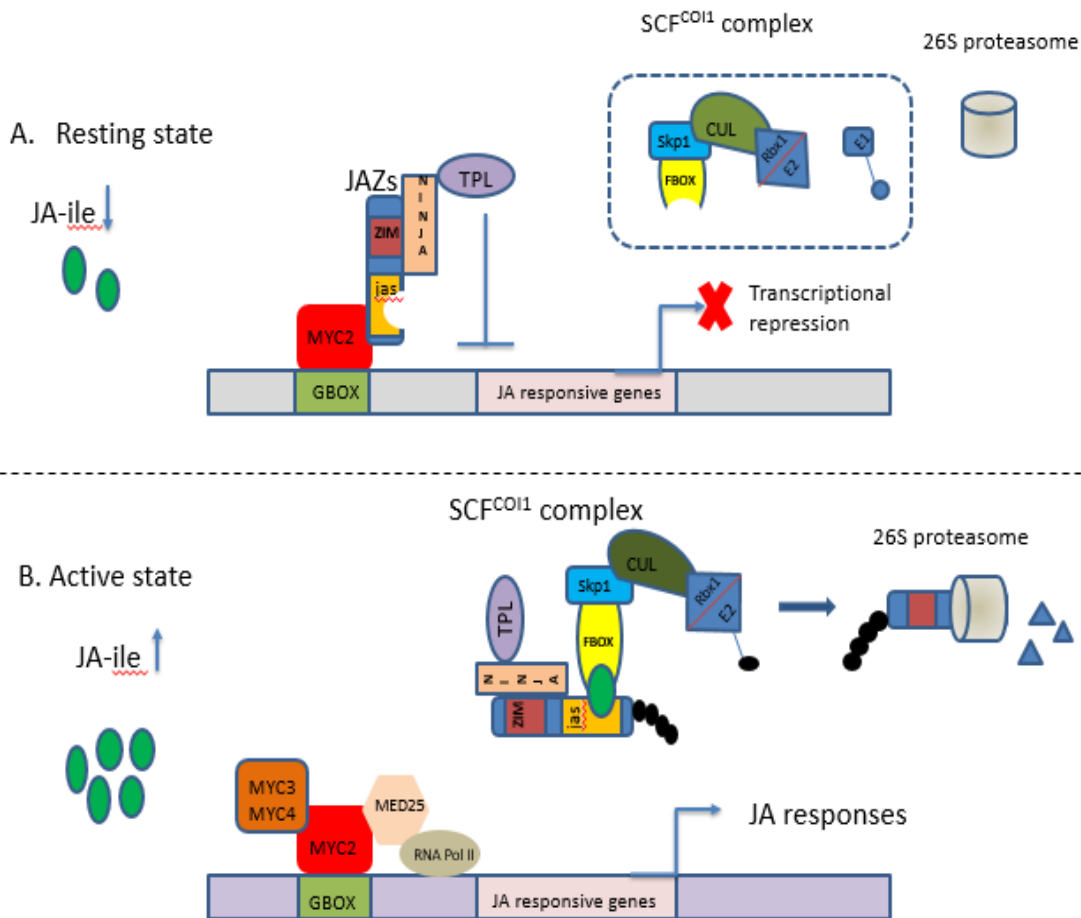 SCFCOI1 complex
26S proteasome
A. Resting state
JA-ile
JAZs
NINJA
TPL
ZIM
jas
MYC2
GBOX
JA responsive genes
Skp1
CUL
FBOX
Rbx1
E2
E1
Transcriptional
repression
SCFCOI1 complex
26S proteasome
B. Active state
JA-ile
TPL
NINJA
ZIM
jas
Skp1
CUL
FBOX
Rbx1
E2
MYC3
MYC4
MYC2
MED25
RNA Pol II
GBOX
JA responsive genes
JA responses